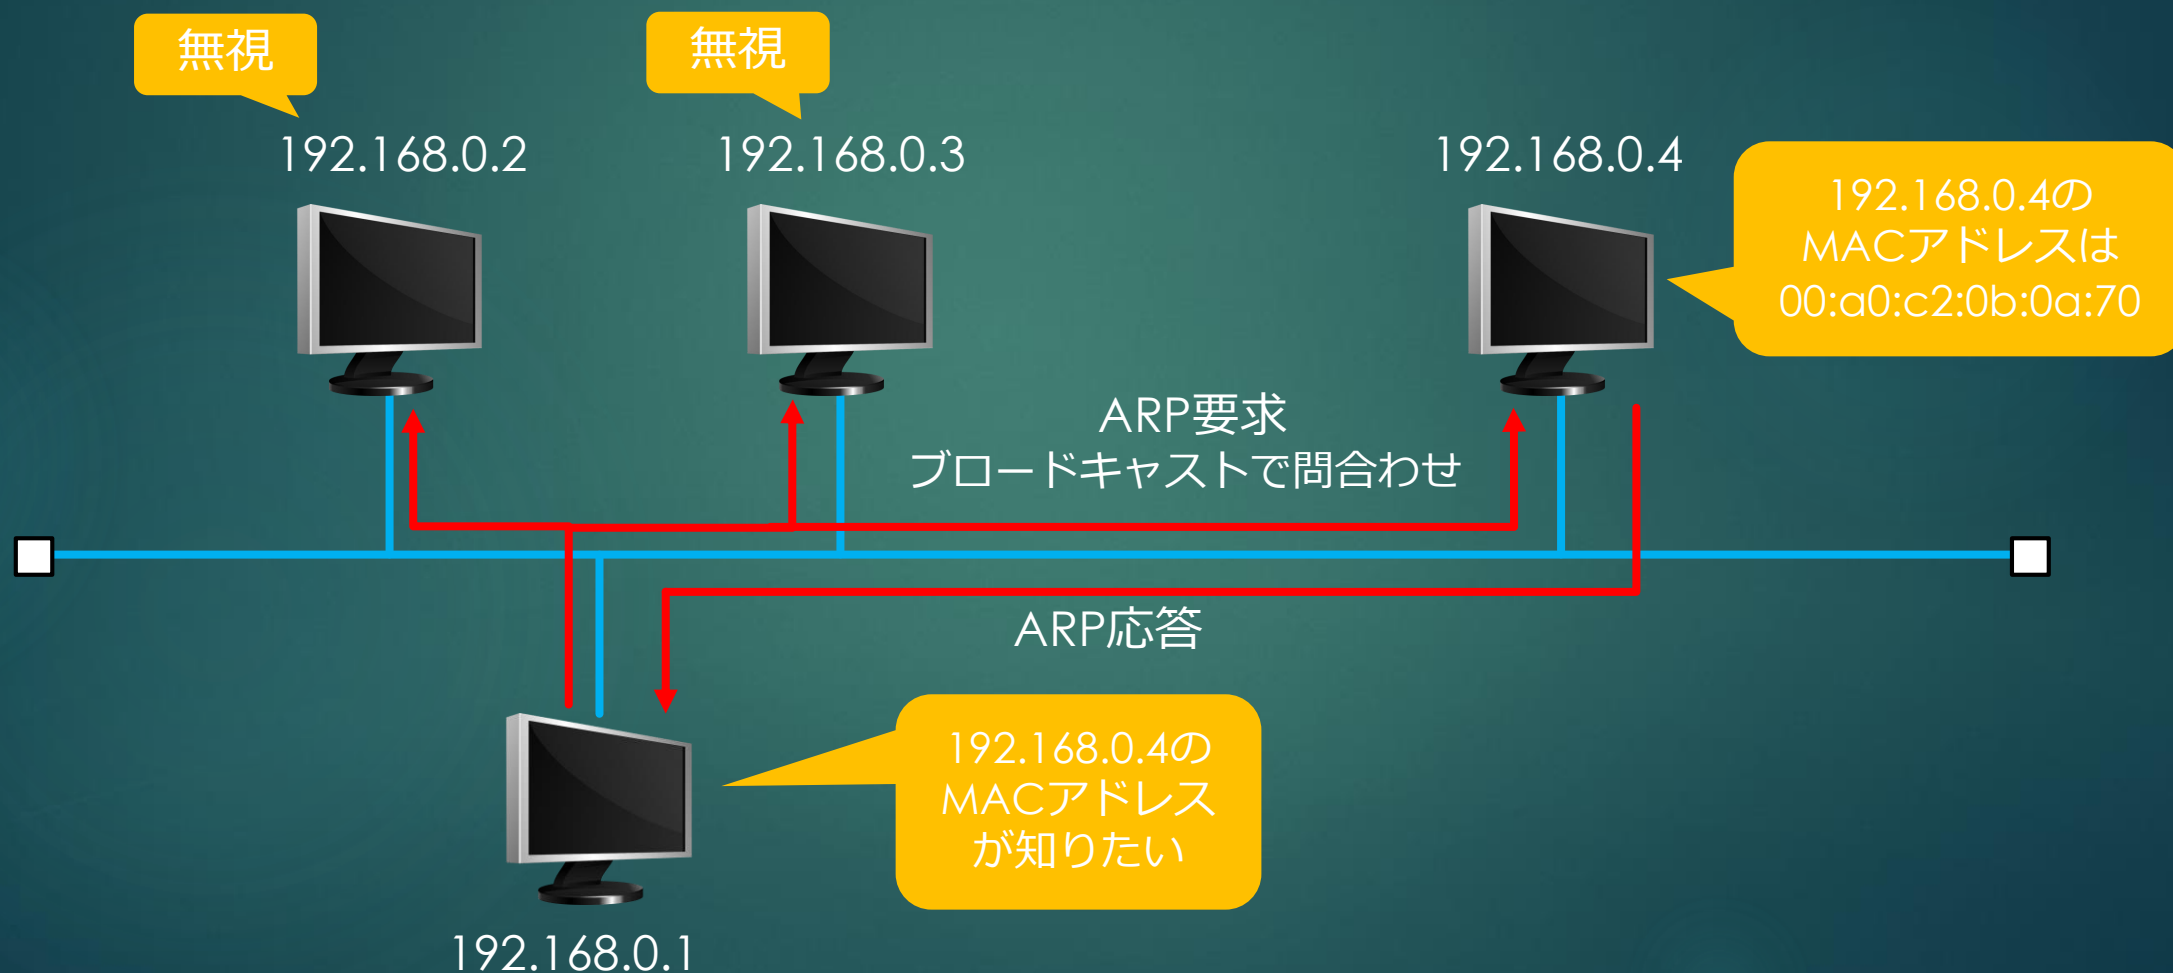 無視
無視
192.168.0.2
192.168.0.3
192.168.0.4
192.168.0.4の
MACアドレスは
00:a0:c2:0b:0a:70
ARP要求
ブロードキャストで問合わせ
ARP応答
192.168.0.4の
MACアドレス
が知りたい
192.168.0.1